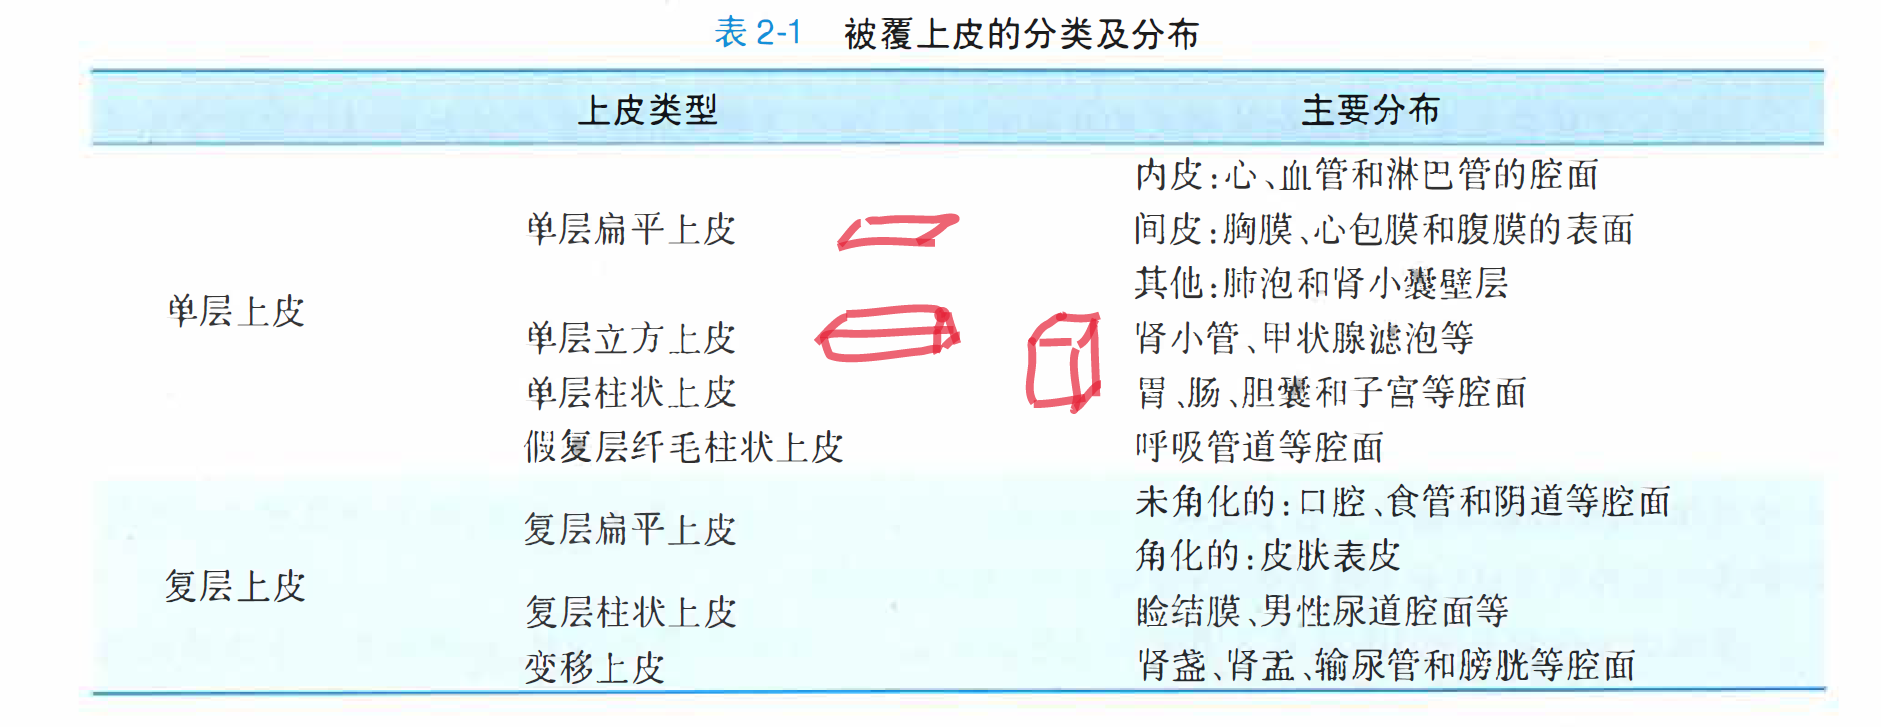 表 2-1 被覆上皮的分类及分布
上皮类型 主要分布
单层上皮
单层扁平上皮
内皮:心、血管和淋巴管的腔面
间皮:胸膜、心包膜和腹膜的表面
其他:肺泡和肾小囊壁层
单层立方上皮 肾小管、甲状腺滤泡等
单层柱状上皮 胃、肠、胆囊和子宫等腔面
假复层纤毛柱状上皮 呼吸管道等腔面
复层上皮
复层扁平上皮
未角化的:口腔、食管和阴道等腔面
角化的:皮肤表皮
复层柱状上皮 睑结膜、男性尿道腔面等
变移上皮 肾盏、肾盂、输尿管和膀胱等腔面